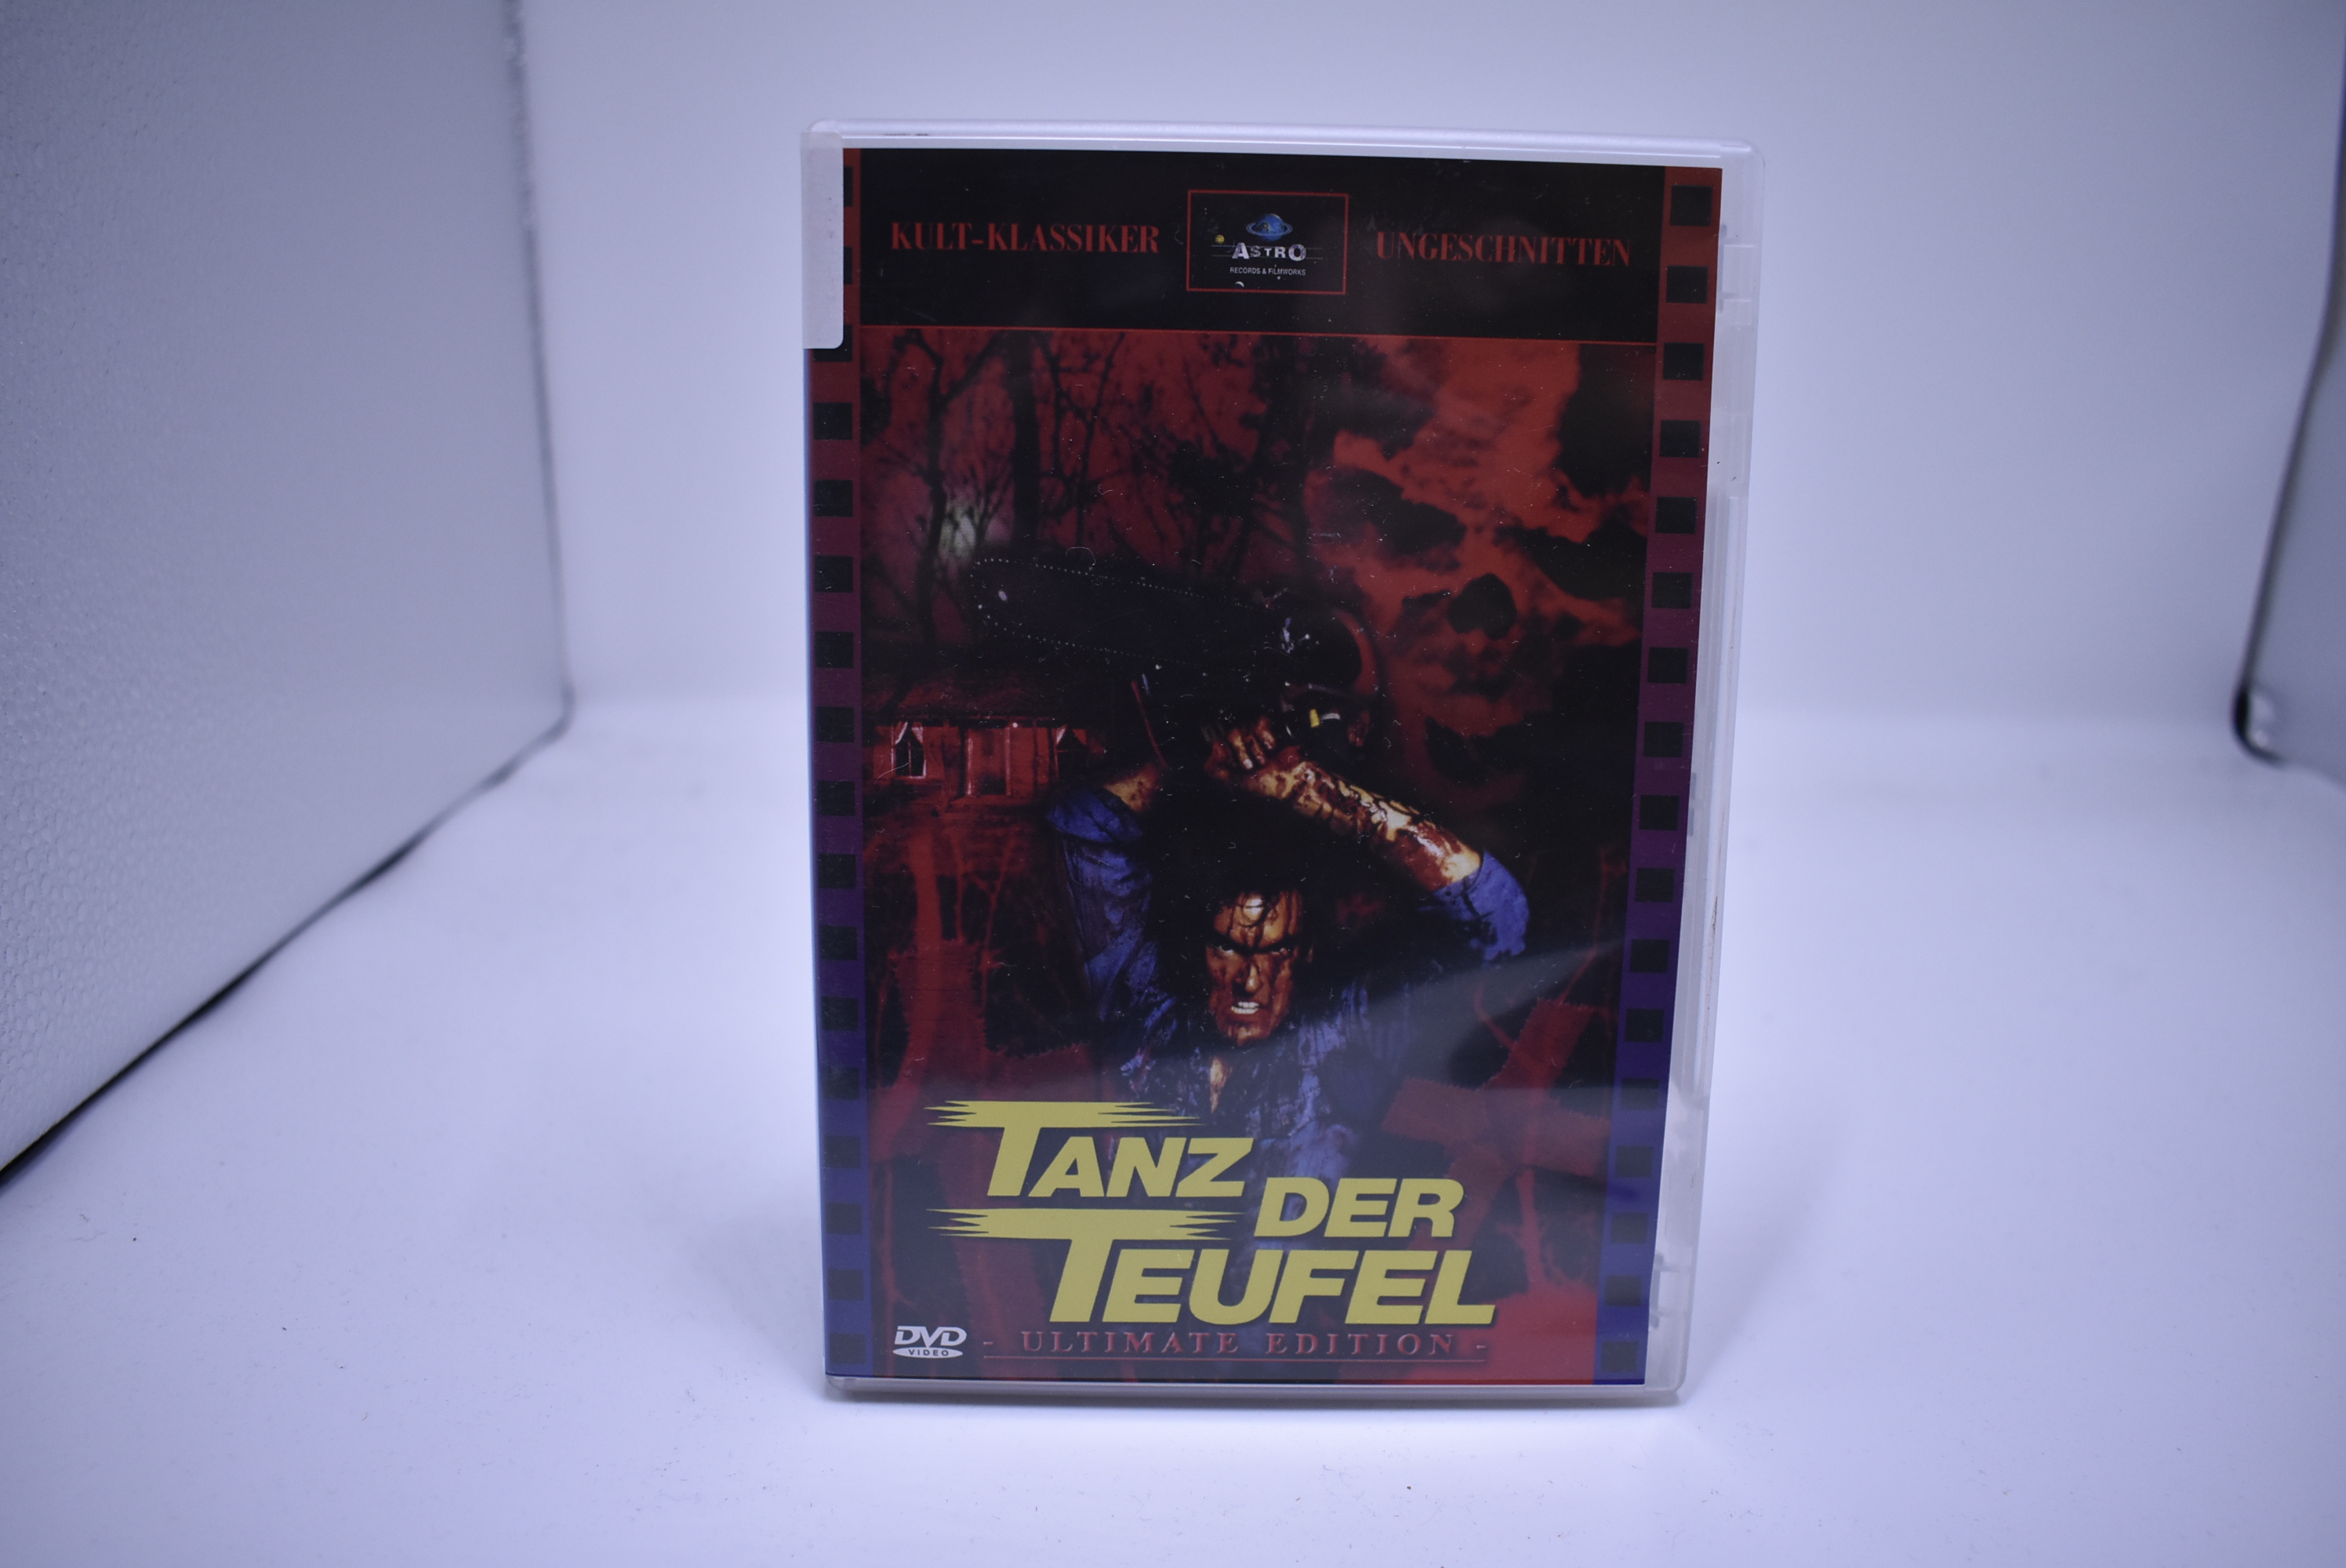 KULT-KLASSIKER
ASTRO
RECORDS & FILMWORKS
UNGESCHNITTEN
TANZ
DER
TEUFEL
DVD
VIDEO
- ULTIMATE EDITION -